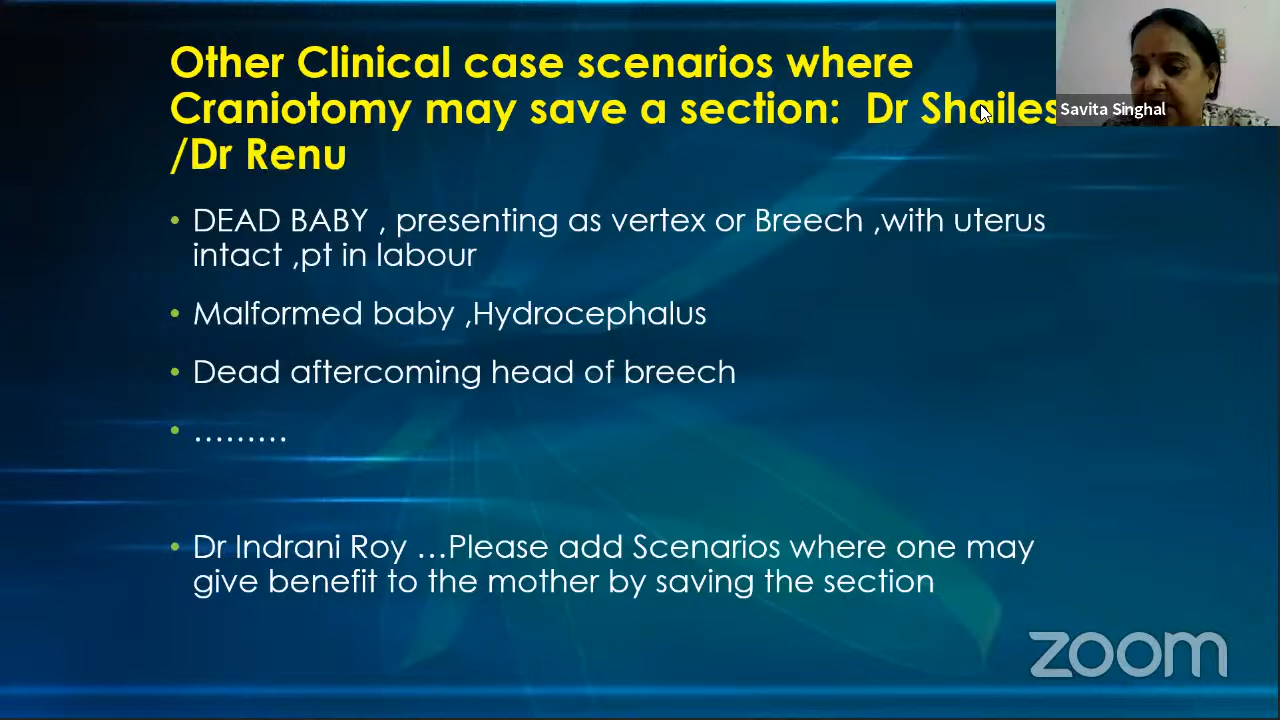 Other Clinical case scenarios where
Craniotomy may save a section: Dr Shailes
/Dr Renu
Savita Singhal
• DEAD BABY , presenting as vertex or Breech ,with uterus
intact ,pt in labour
• Malformed baby ,Hydrocephalus
• Dead aftercoming head of breech
• .........
• Dr Indrani Roy ...Please add Scenarios where one may
give benefit to the mother by saving the section
zoom